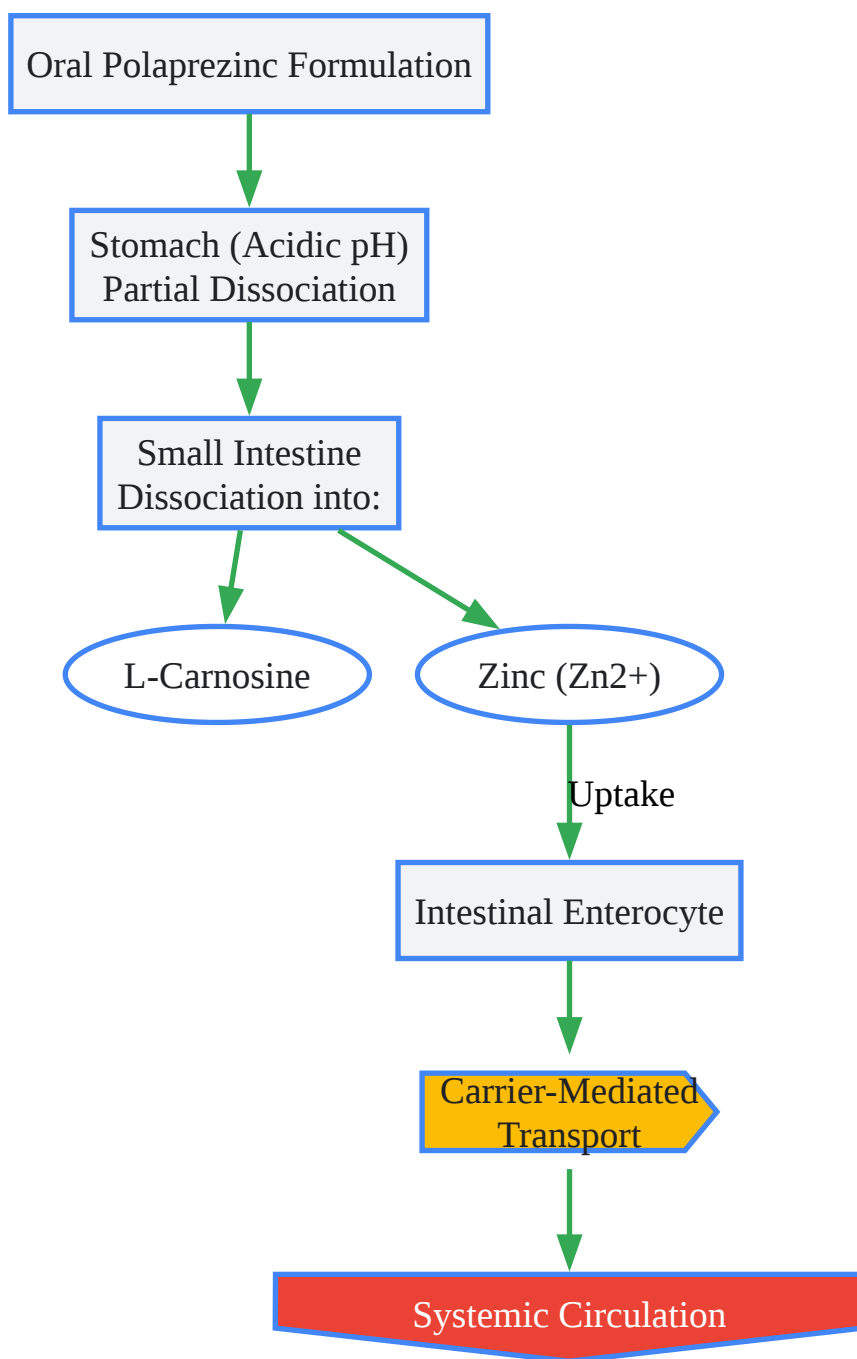 Oral Polaprezinc Formulation
Stomach (Acidic pH)
Partial Dissociation
Small Intestine
Dissociation into:
L-Carnosine
Zinc (Zn2+)
Uptake
Intestinal Enterocyte
Carrier-Mediated
Transport
Systemic Circulation